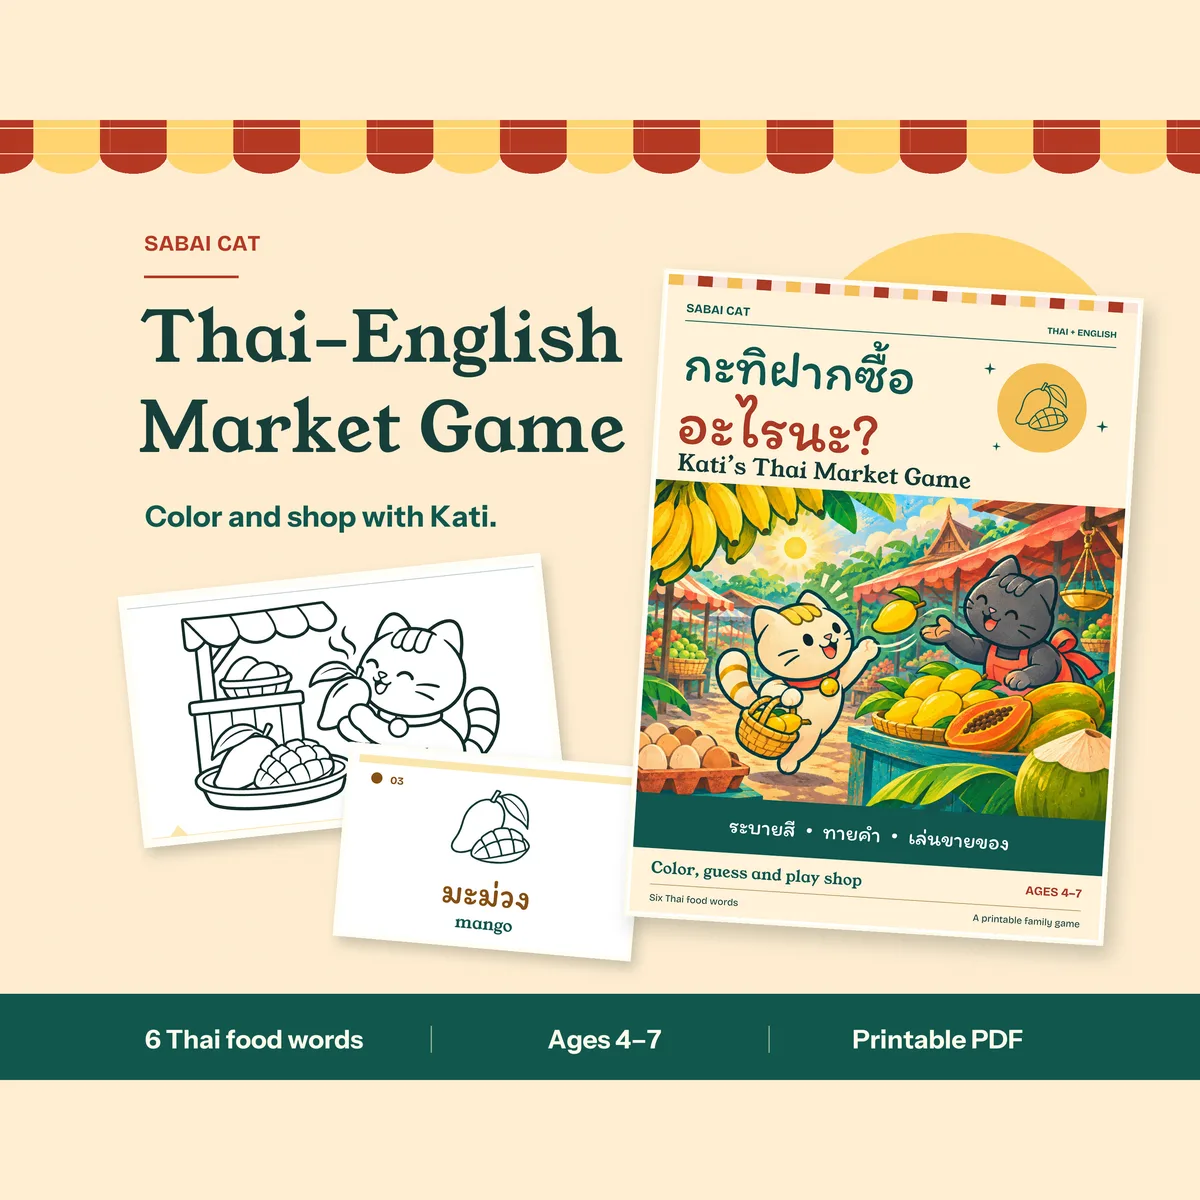 SABAI CAT
Thai–English
Market Game
Color and shop with Kati.
03
มะม่วง
mango
SABAI CAT
THAI + ENGLISH
กะทิฝากซื้อ
อะไรนะ?
Kati's Thai Market Game
ระบายสี • ทายคำ • เล่นขายของ
Color, guess and play shop
AGES 4–7
Six Thai food words
A printable family game
6 Thai food words
Ages 4–7
Printable PDF